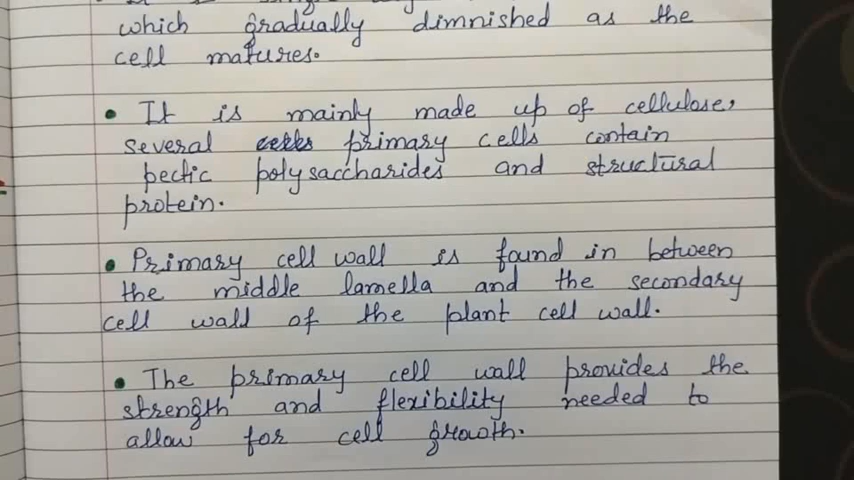 which gradually dimnished as the
cell matures.
• It is mainly made up of cellulose,
several primary cells contain
pectic polysaccharides and structural
protein.
• Primary cell wall is found in between
the middle lamella and the secondary
cell wall of the plant cell wall.
• The primary cell wall provides the
strength and flexibility needed to
allow for cell growth.